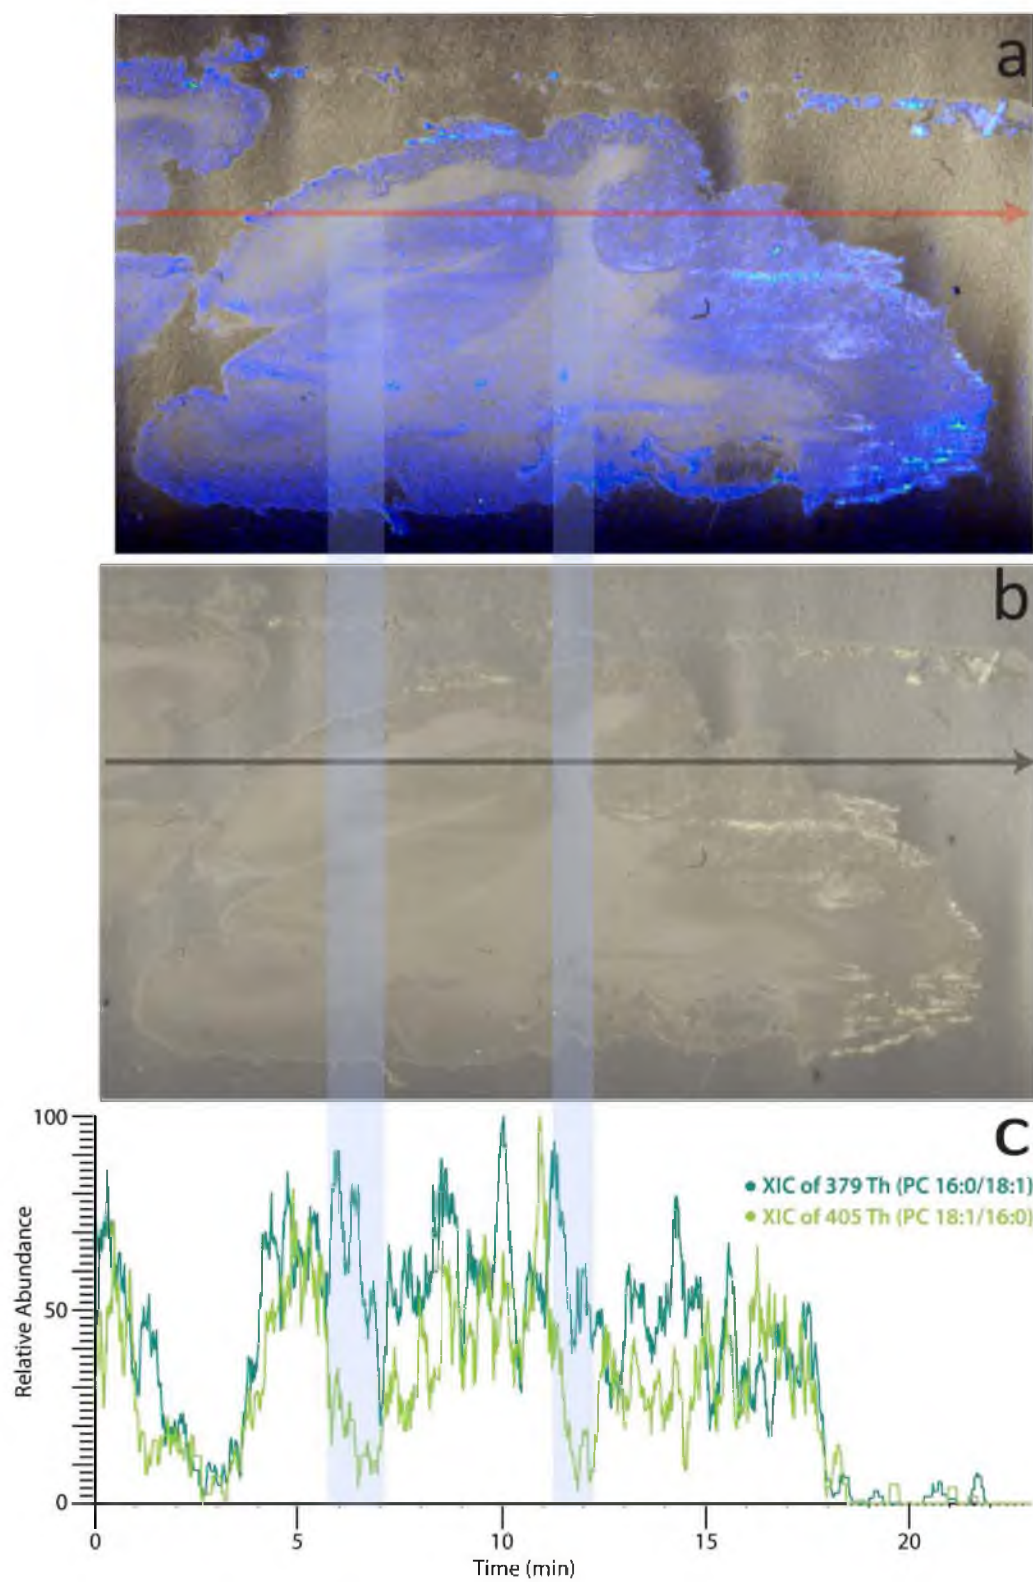 a
b
100
c
XIC of 379 Th (PC 16:0/18:1)
XIC of 405 Th (PC 18:1/16:0)
Relative Abundance
50
0
0 5 10 15 20
Time (min)